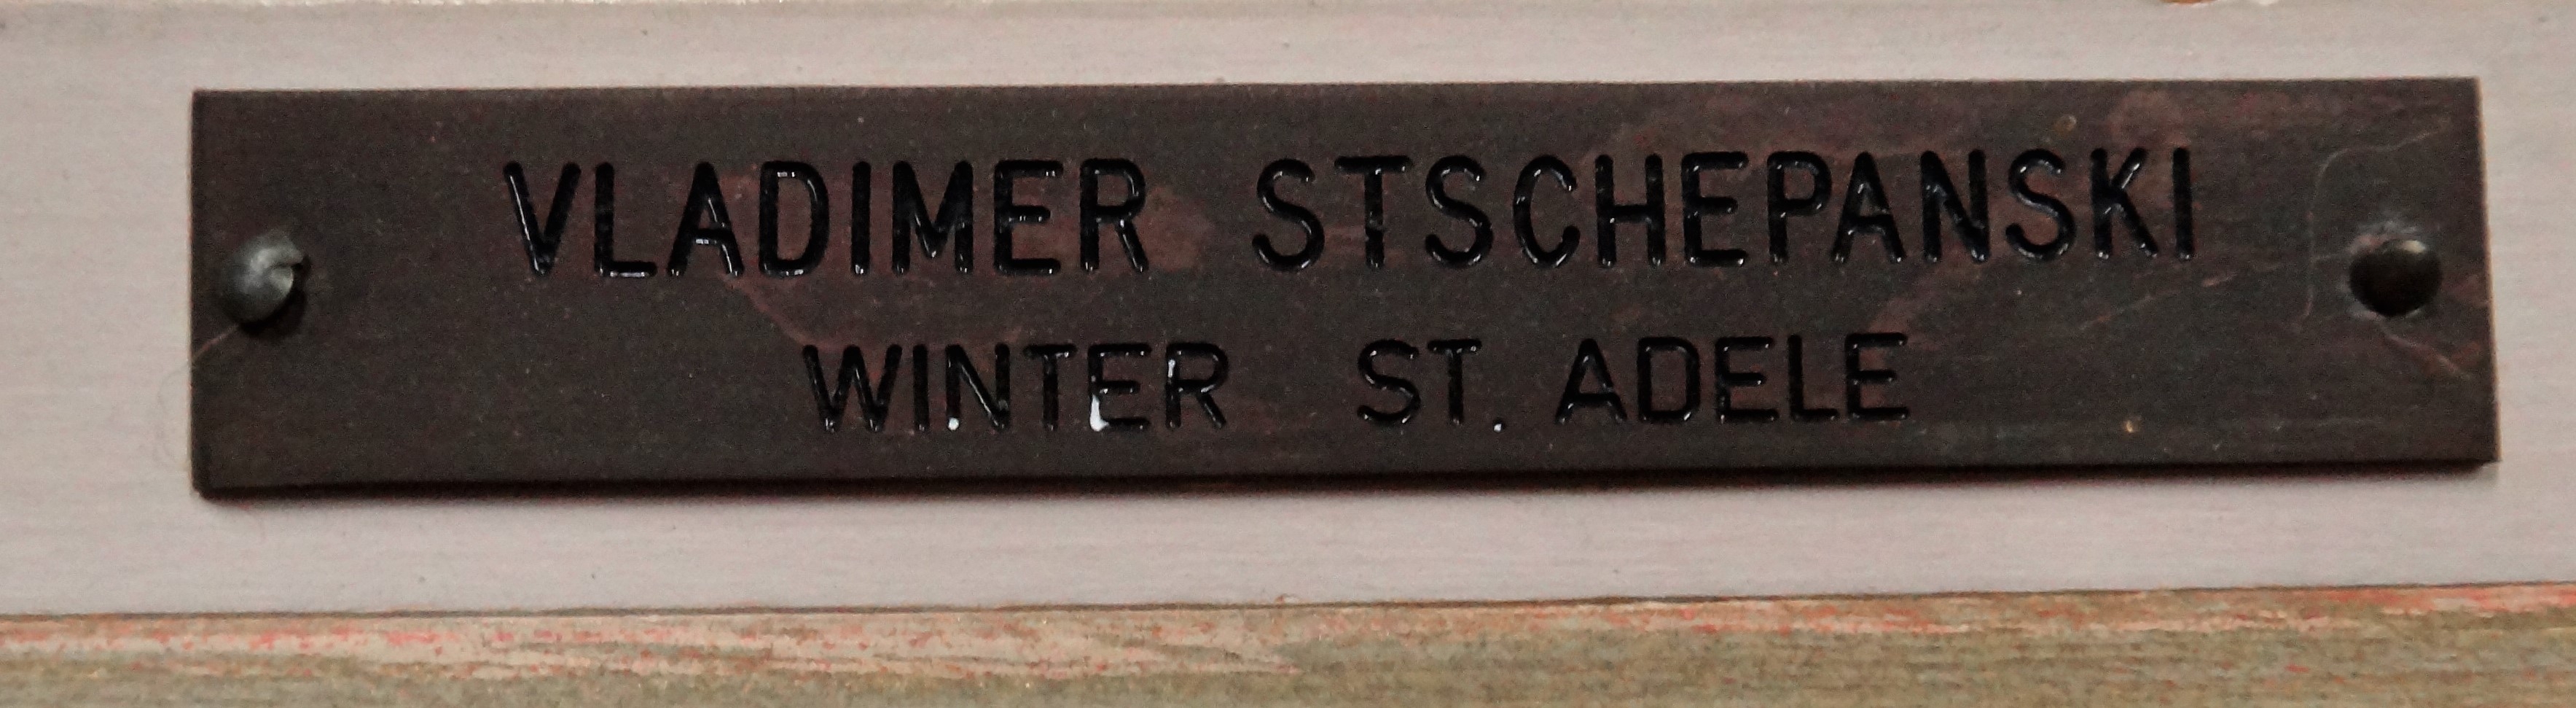 VLADIMER STSCHEPANSKI
WINTER ST. ADELE